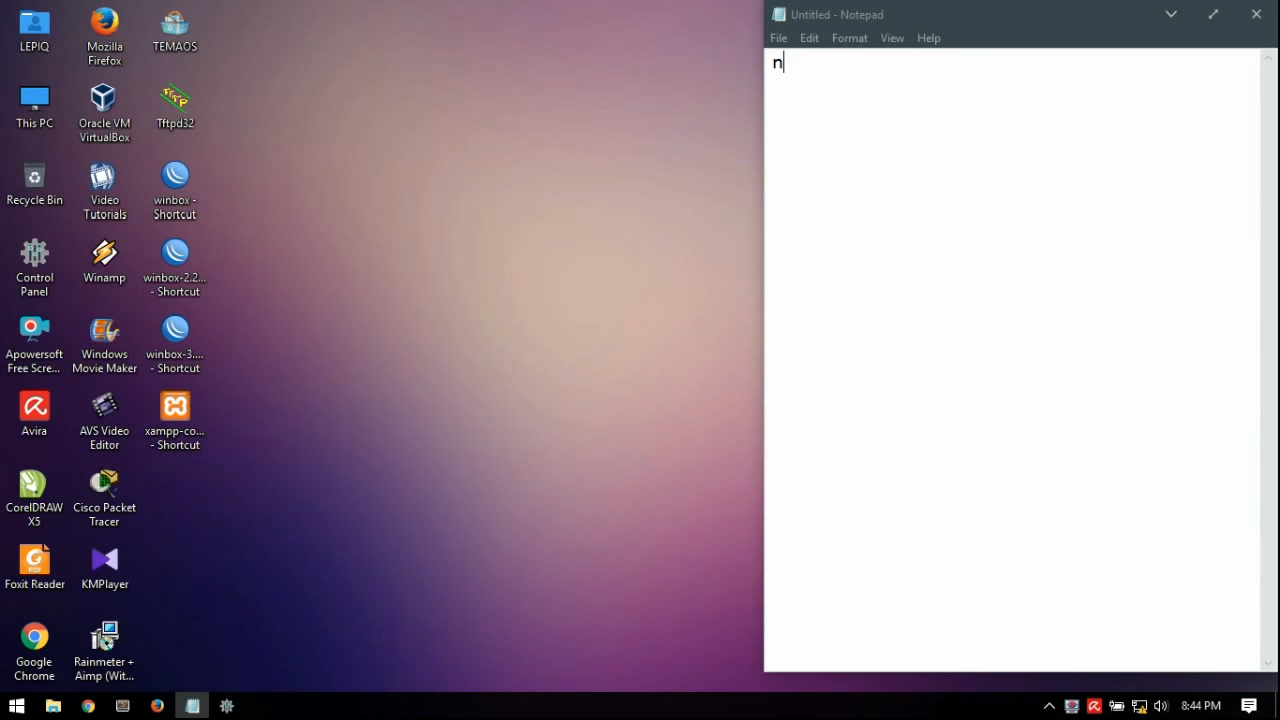 LEPIQ
Mozilla
Firefox
TEMAOS
This PC
Oracle VM
VirtualBox
Tftpd32
Recycle Bin
Video
Tutorials
winbox -
Shortcut
Control
Panel
Winamp
winbox-2.2...
- Shortcut
Apowersoft
Free Scre...
Windows
Movie Maker
winbox-3....
- Shortcut
Avira
AVS Video
Editor
xampp-co...
- Shortcut
CorelDRAW
X5
Cisco Packet
Tracer
Foxit Reader
KMPlayer
Google
Chrome
Rainmeter +
Aimp (Wit...
Untitled - Notepad
File Edit Format View Help
n
8:44 PM